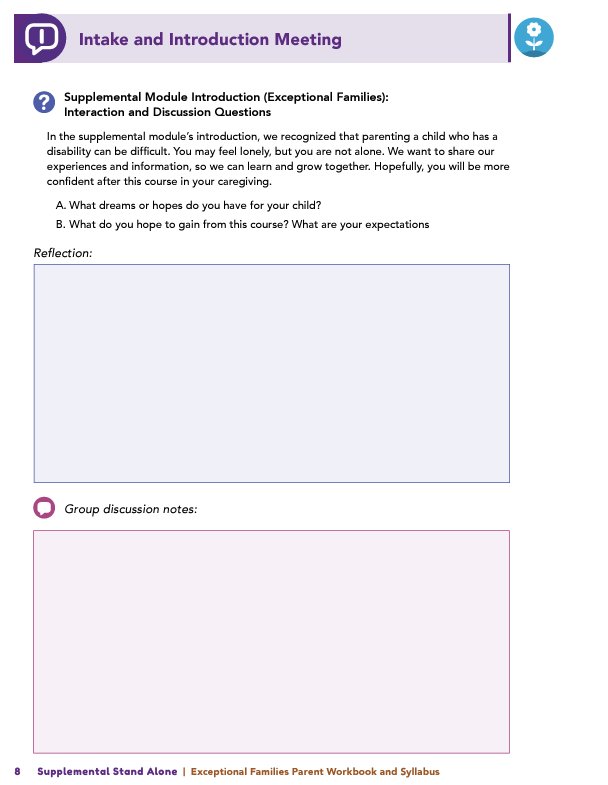 Intake and Introduction Meeting
Supplemental Module Introduction (Exceptional Families):
Interaction and Discussion Questions
In the supplemental module's introduction, we recognized that parenting a child who has a
disability can be difficult. You may feel lonely, but you are not alone. We want to share our
experiences and information, so we can learn and grow together. Hopefully, you will be more
confident after this course in your caregiving.
A. What dreams or hopes do you have for your child?
B. What do you hope to gain from this course? What are your expectations
Reflection:
Group discussion notes:
8 Supplemental Stand Alone | Exceptional Families Parent Workbook and Syllabus